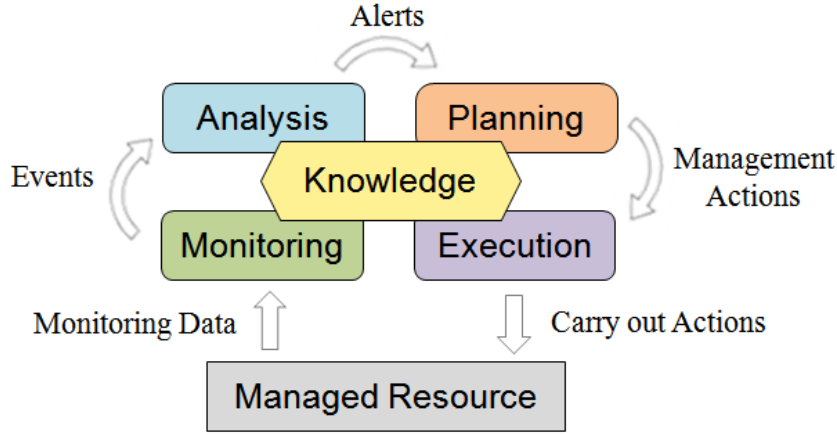 Alerts
Analysis
Planning
Events
Knowledge
Management
Actions
Monitoring
Execution
Monitoring Data
Carry out Actions
Managed Resource